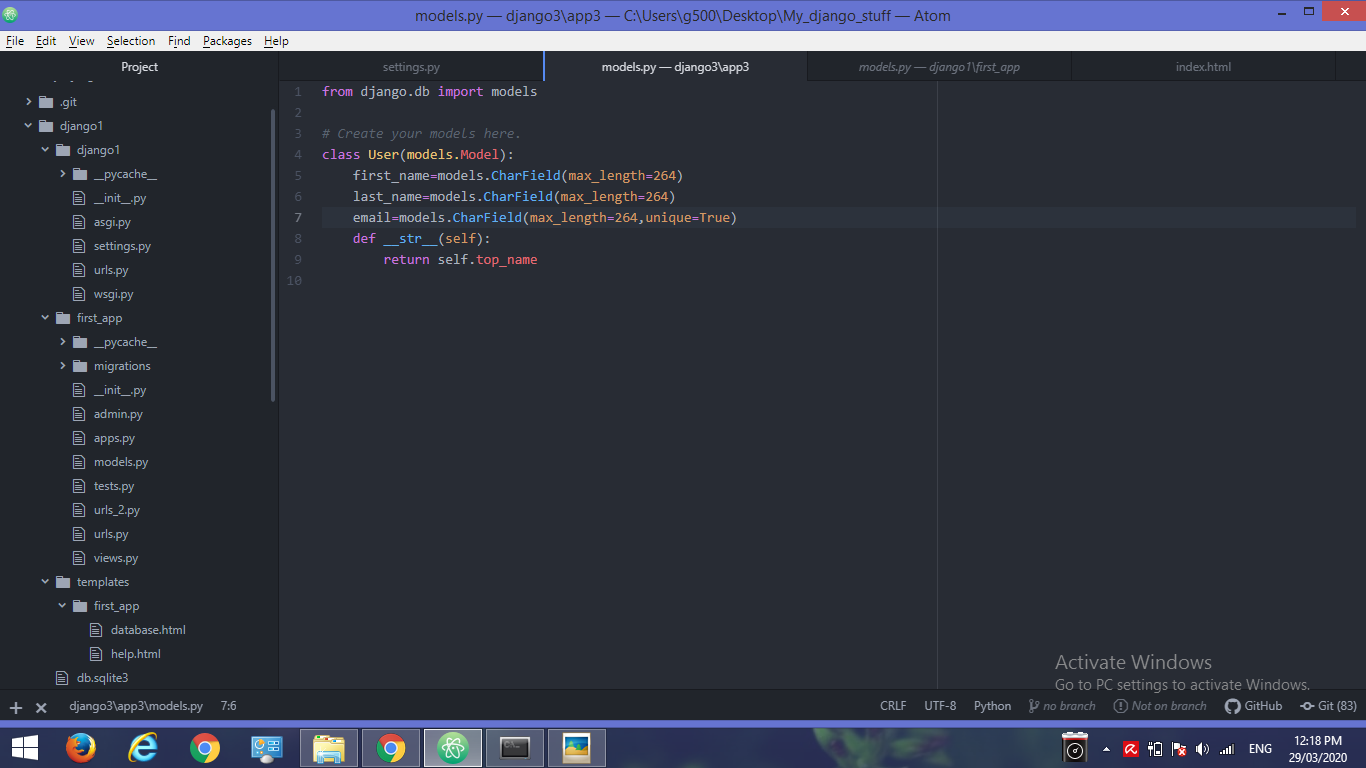 models.py — django3\app3 — C:\Users\g500\Desktop\My_django_stuff — Atom
File Edit View Selection Find Packages Help
Project
settings.py
models.py — django3\app3
models.py — django1\first_app
index.html
.git
django1
django1
__pycache__
__init__.py
asgi.py
settings.py
urls.py
wsgi.py
first_app
__pycache__
migrations
__init__.py
admin.py
apps.py
models.py
tests.py
urls_2.py
urls.py
views.py
templates
first_app
database.html
help.html
db.sqlite3
1 from django.db import models
2
3 # Create your models here.
4 class User(models.Model):
5     first_name=models.CharField(max_length=264)
6     last_name=models.CharField(max_length=264)
7     email=models.CharField(max_length=264,unique=True)
8     def __str__(self):
9         return self.top_name
10
Activate Windows
Go to PC settings to activate Windows.
django3\app3\models.py 7:6 CRLF UTF-8 Python no branch Not on branch GitHub Git (83)
ENG
12:18 PM
29/03/2020